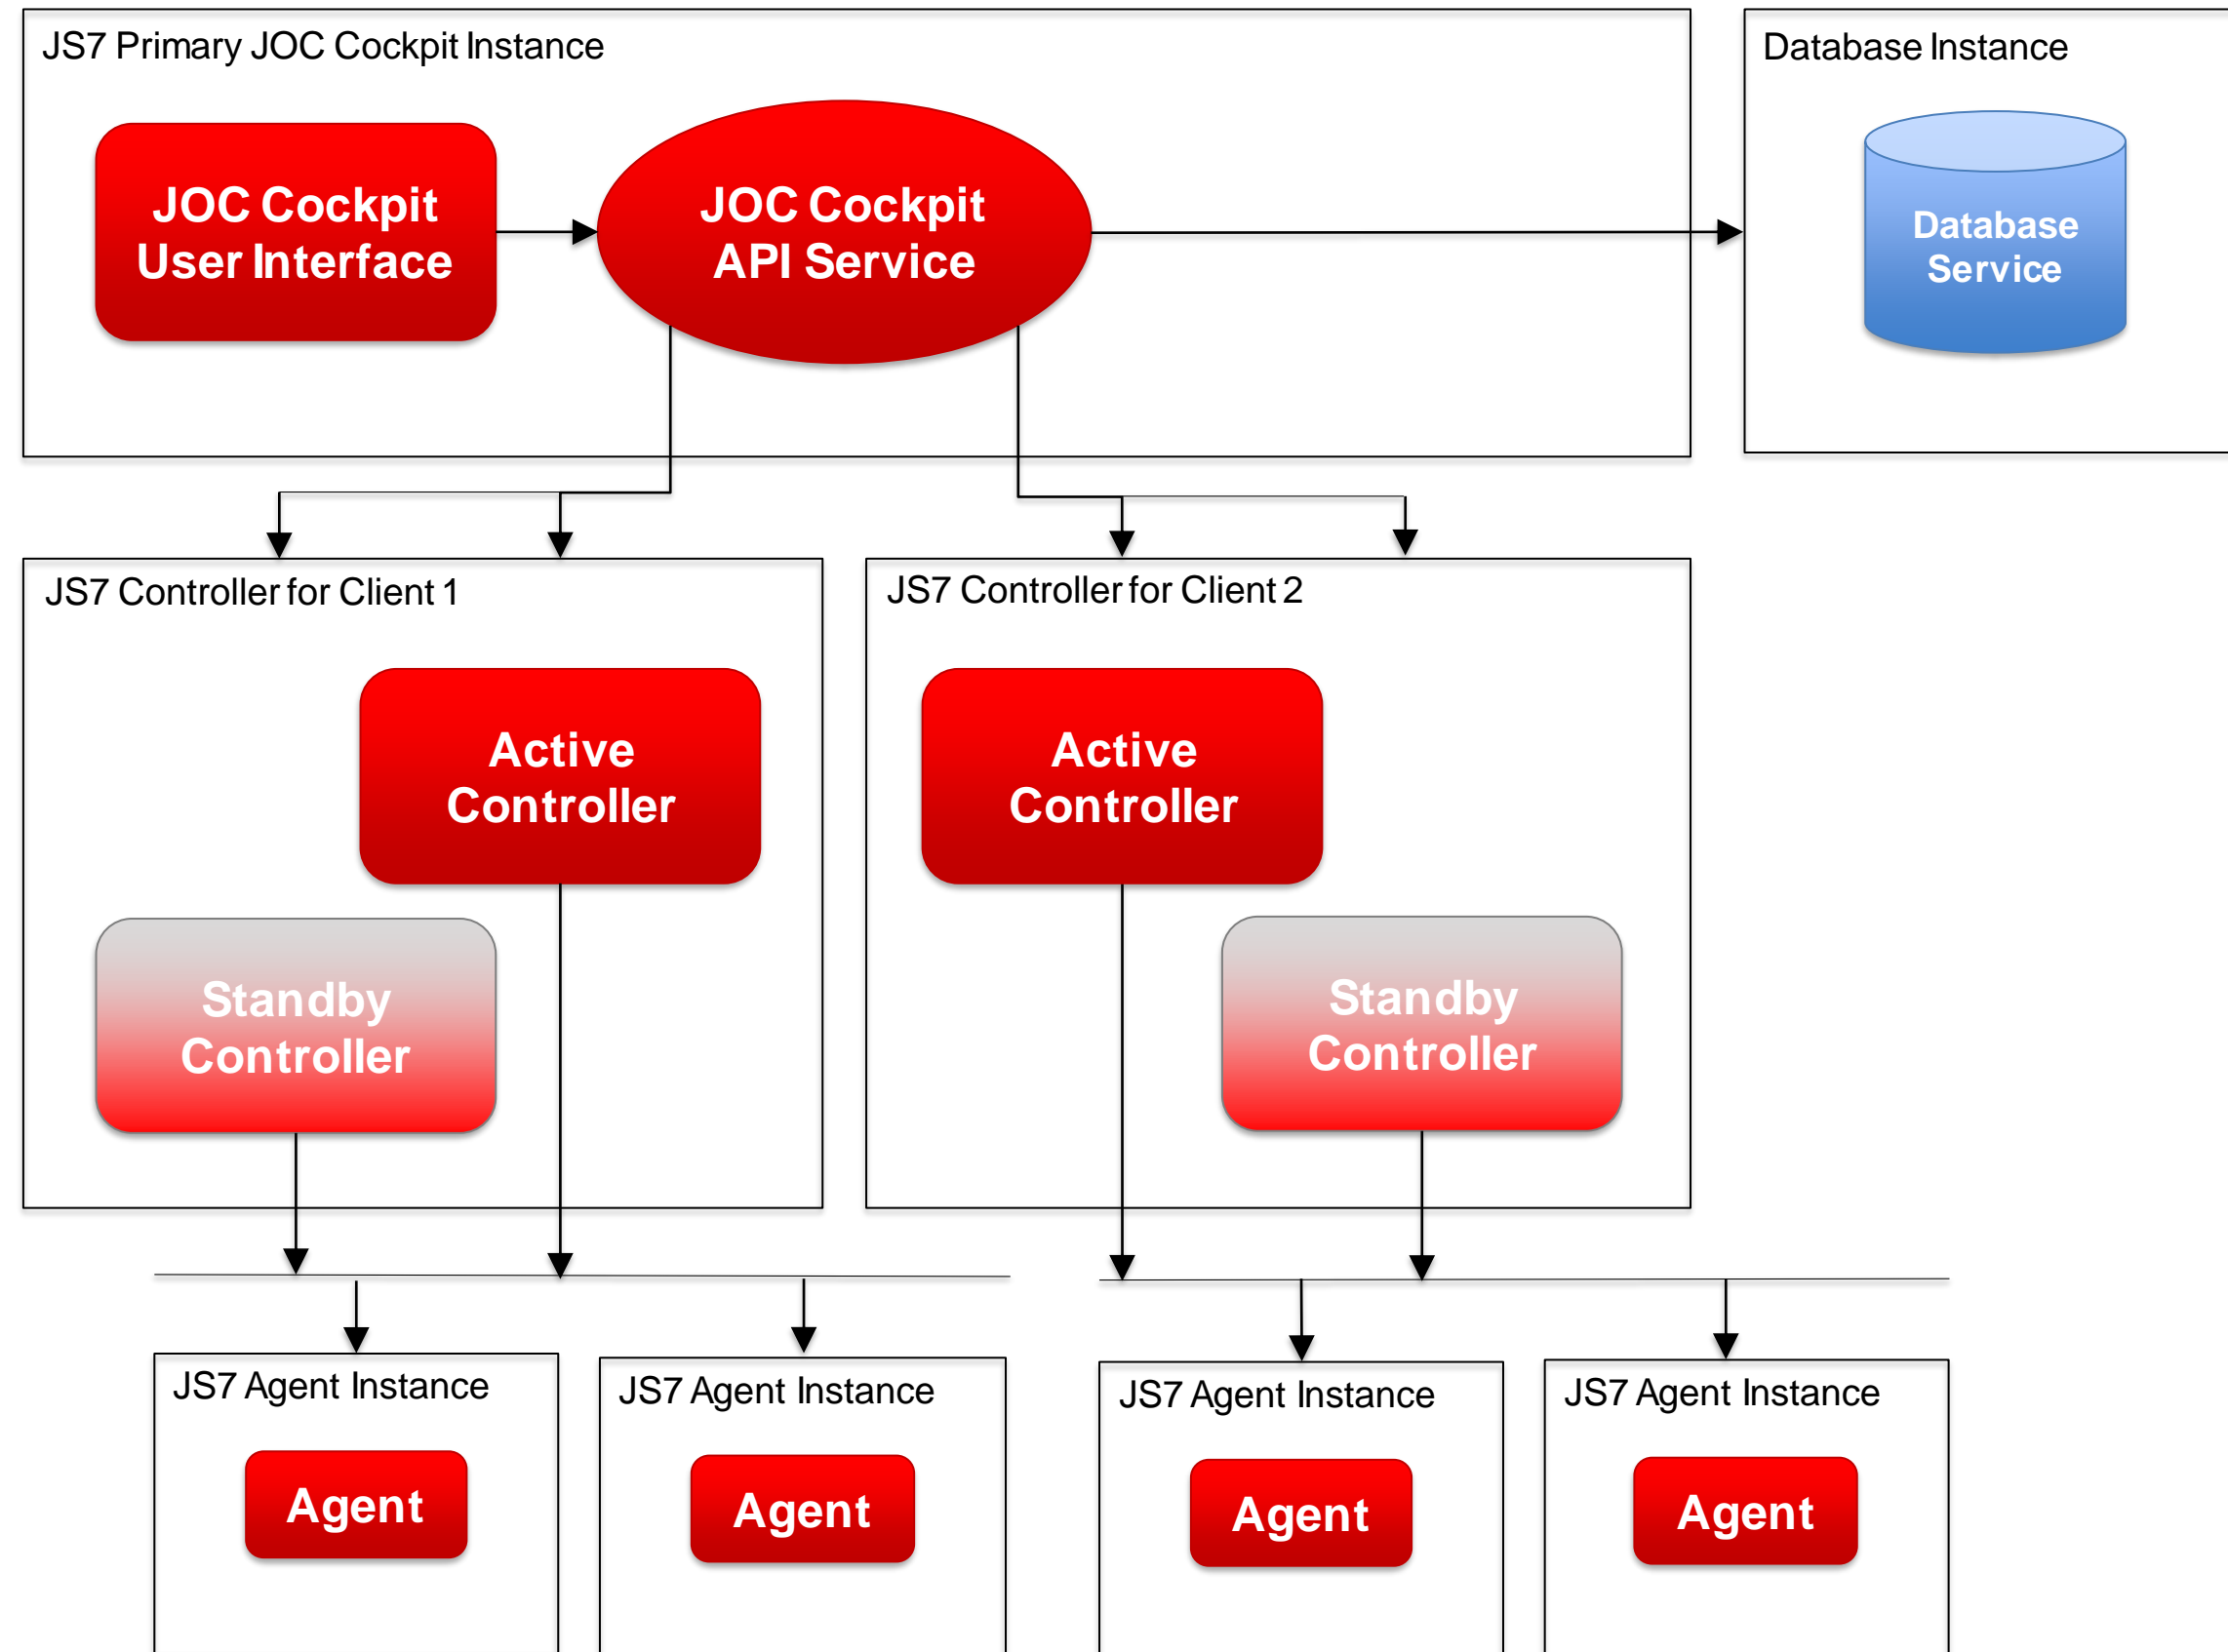 JS7 Primary JOC Cockpit Instance
Database Instance
JOC Cockpit
User Interface
JOC Cockpit
API Service
Database
Service
JS7 Controller for Client 1
JS7 Controller for Client 2
Active
Controller
Active
Controller
Standby
Controller
Standby
Controller
JS7 Agent Instance
JS7 Agent Instance
JS7 Agent Instance
JS7 Agent Instance
Agent
Agent
Agent
Agent